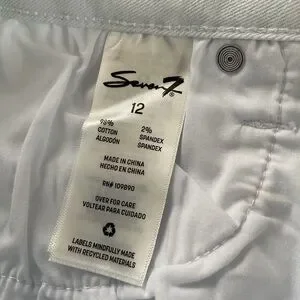 Seven7®
12
98% 2%
COTTON SPANDEX
ALGODÓN SPANDEX
MADE IN CHINA
HECHO EN CHINA
RN# 109890
OVER FOR CARE
VOLTEAR PARA CUIDADO
LABELS MINDFULLY MADE
WITH RECYCLED MATERIALS